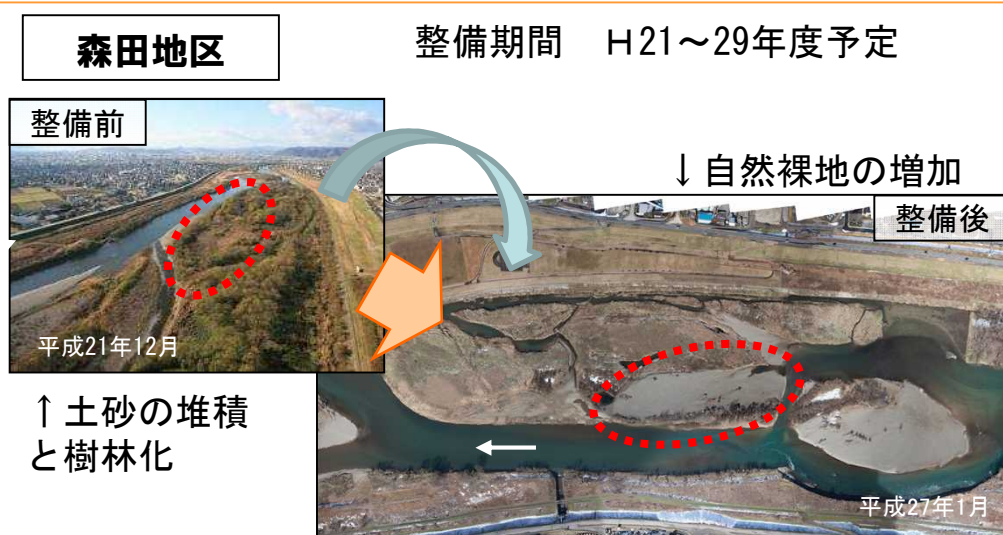 森田地区
整備期間 H21～29年度予定
整備前
平成21年12月
↑土砂の堆積
と樹林化
↓自然裸地の増加
整備後
平成27年1月